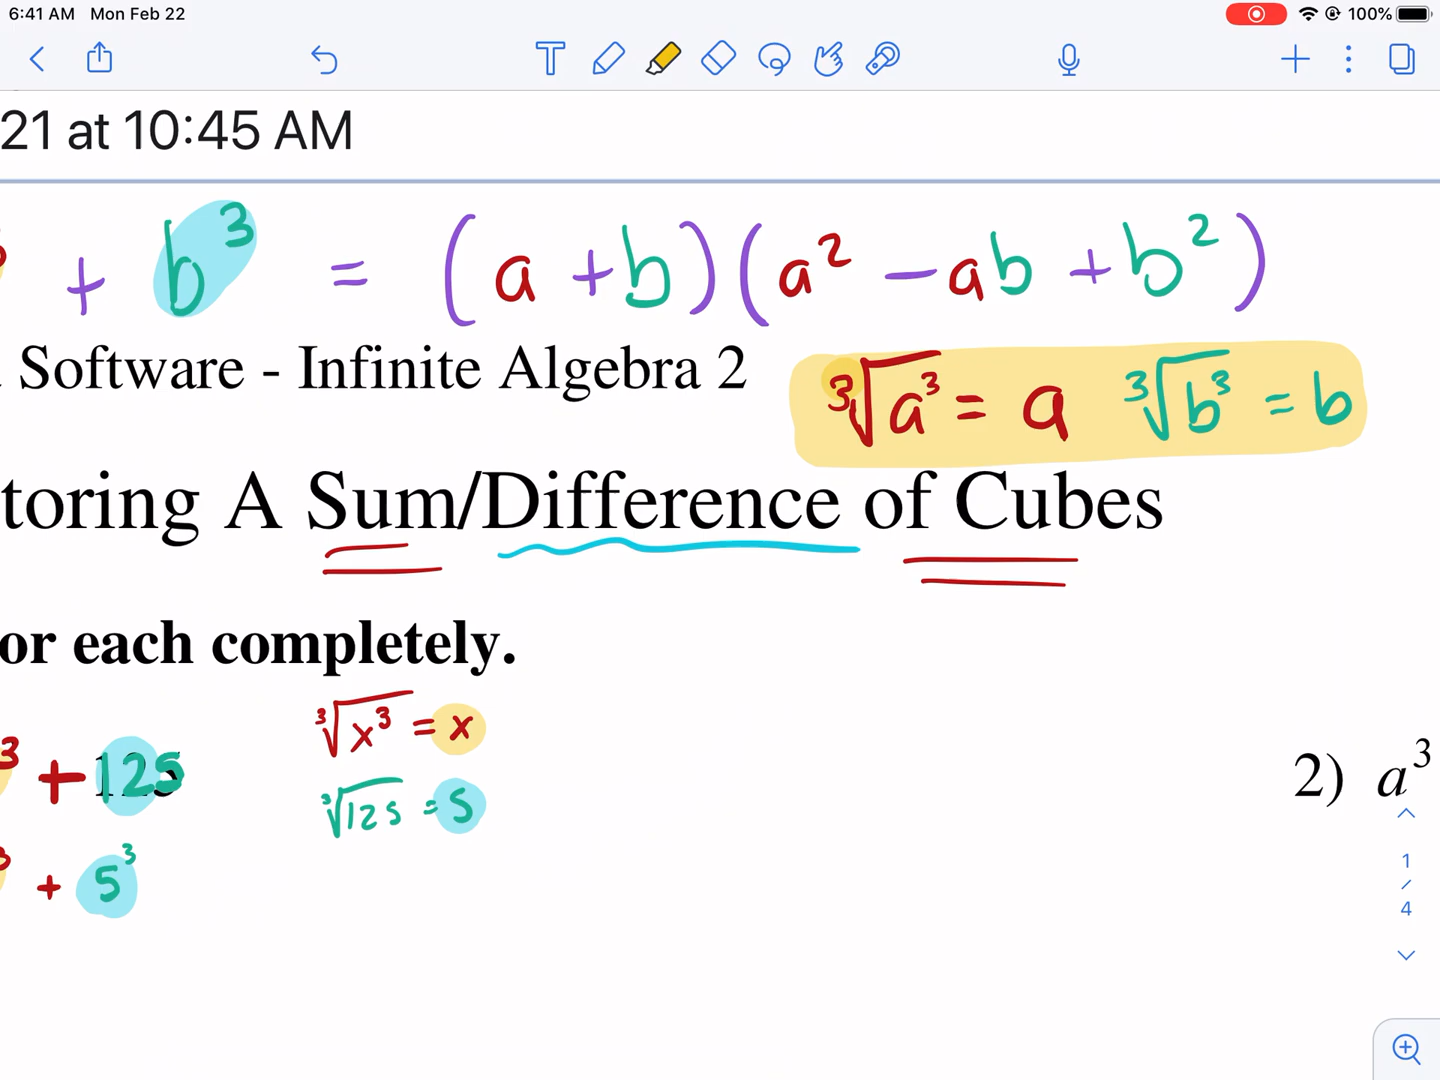 6:41 AM Mon Feb 22 100%
21 at 10:45 AM
+ b³ = (a + b)(a² - ab + b²)
Software - Infinite Algebra 2
∛a³ = a ∛b³ = b
toring A Sum/Difference of Cubes
or each completely.
∛x³ = x
3 + 125
2) a³
∛125 = 5
3 + 5³
1
/
4